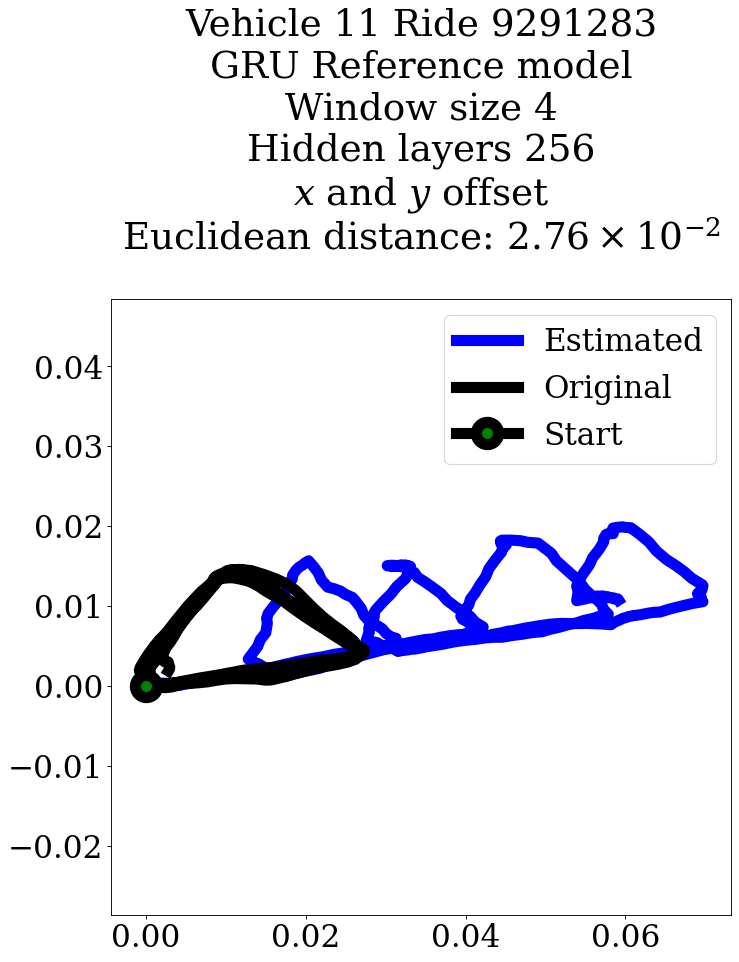 Vehicle 11 Ride 9291283
GRU Reference model
Window size 4
Hidden layers 256
x and y offset
Euclidean distance: 2.76 × 10⁻²
Estimated
Original
Start
0.04
0.03
0.02
0.01
0.00
−0.01
−0.02
0.00 0.02 0.04 0.06